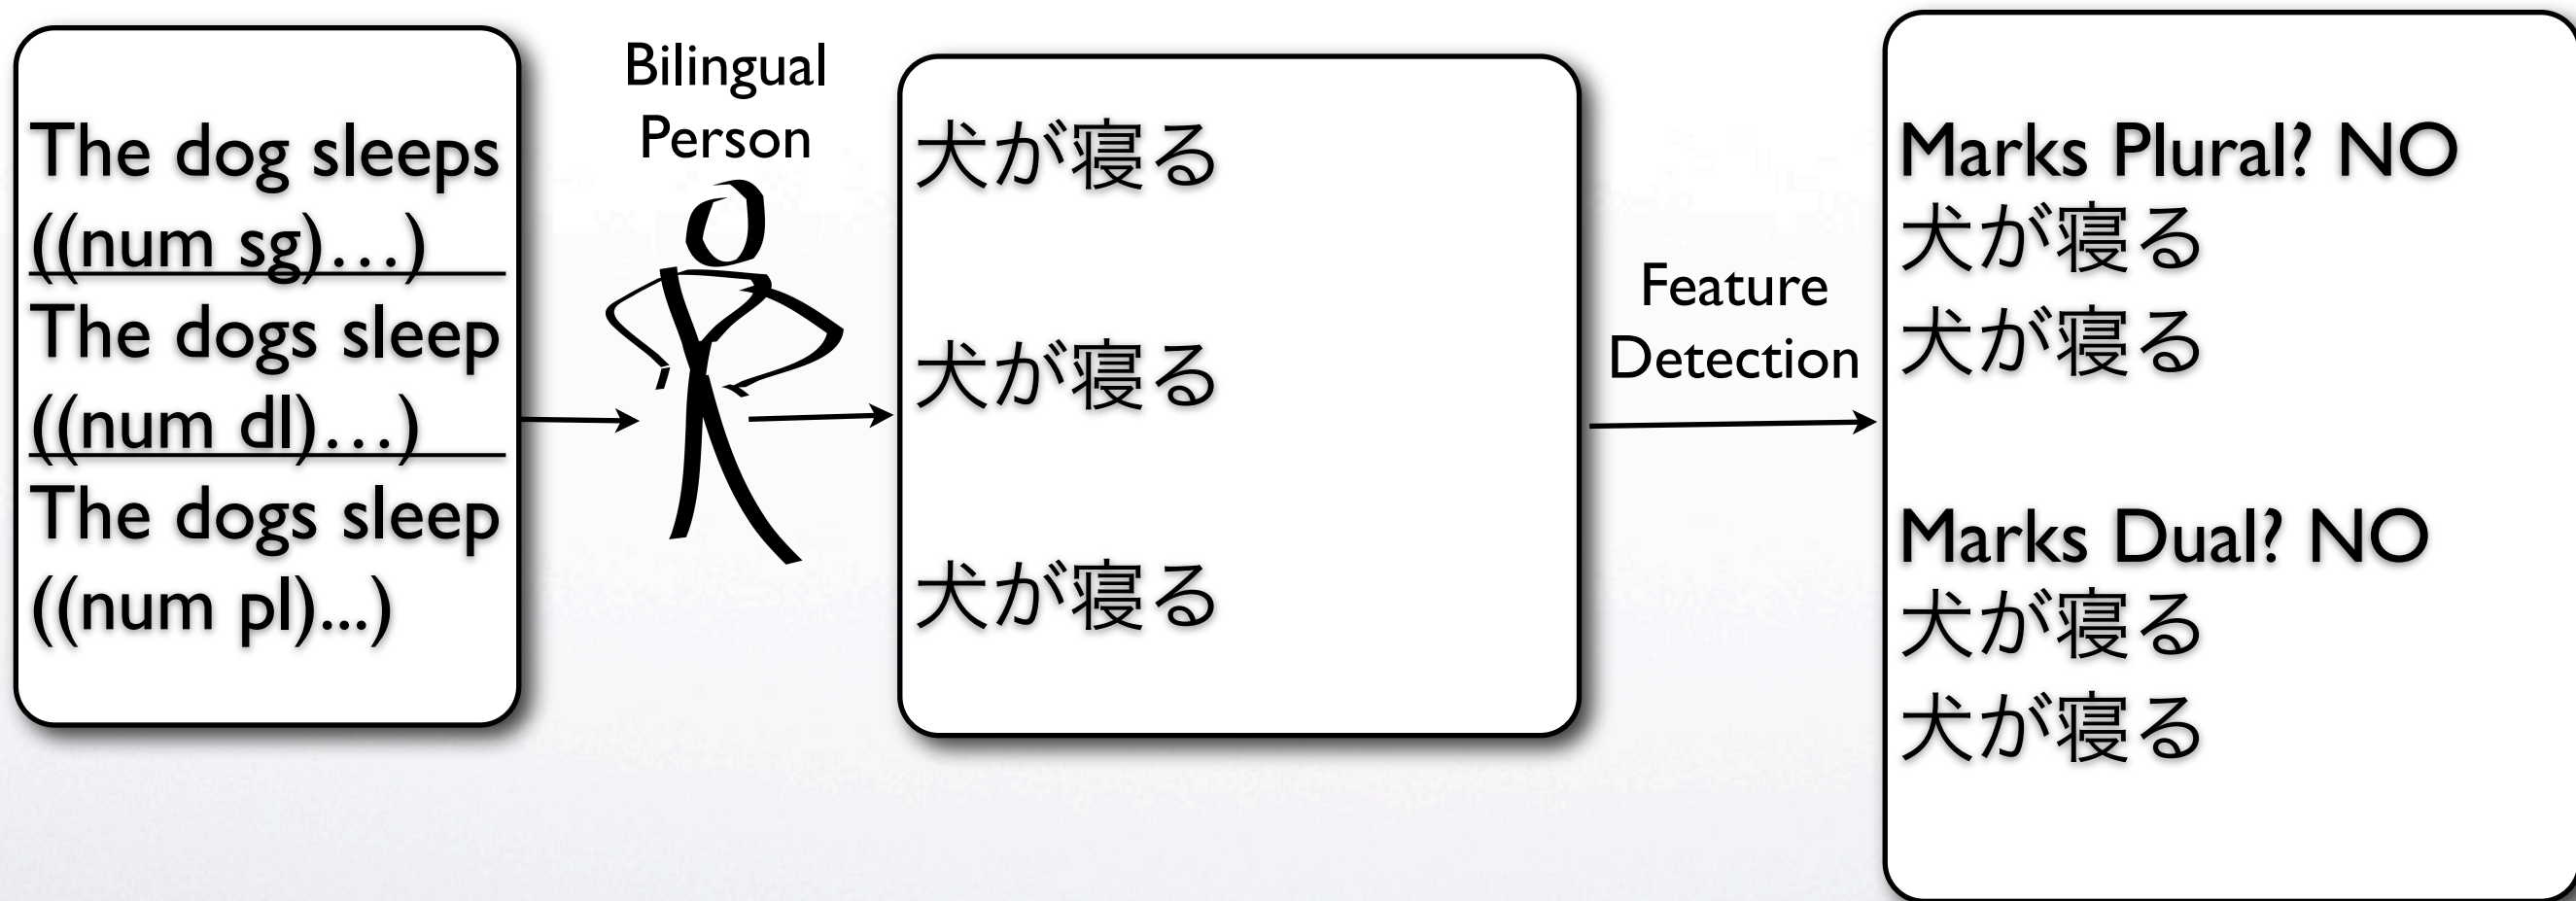 The dog sleeps
((num sg)…)
The dogs sleep
((num dl)…)
The dogs sleep
((num pl)...)
Bilingual
Person
犬が寝る
犬が寝る
犬が寝る
Feature
Detection
Marks Plural? NO
犬が寝る
犬が寝る
Marks Dual? NO
犬が寝る
犬が寝る